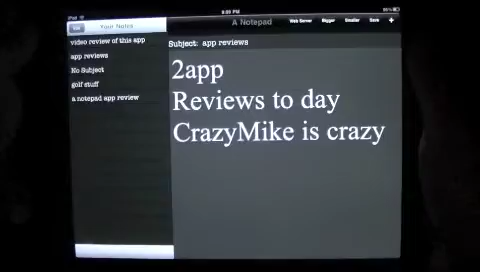 iPad
Your Notes
A Notepad
Web Server
Bigger
Smaller
Save
+
video review of this app
app reviews
No Subject
golf stuff
a notepad app review
Subject: app reviews
2app
Reviews to day
CrazyMike is crazy